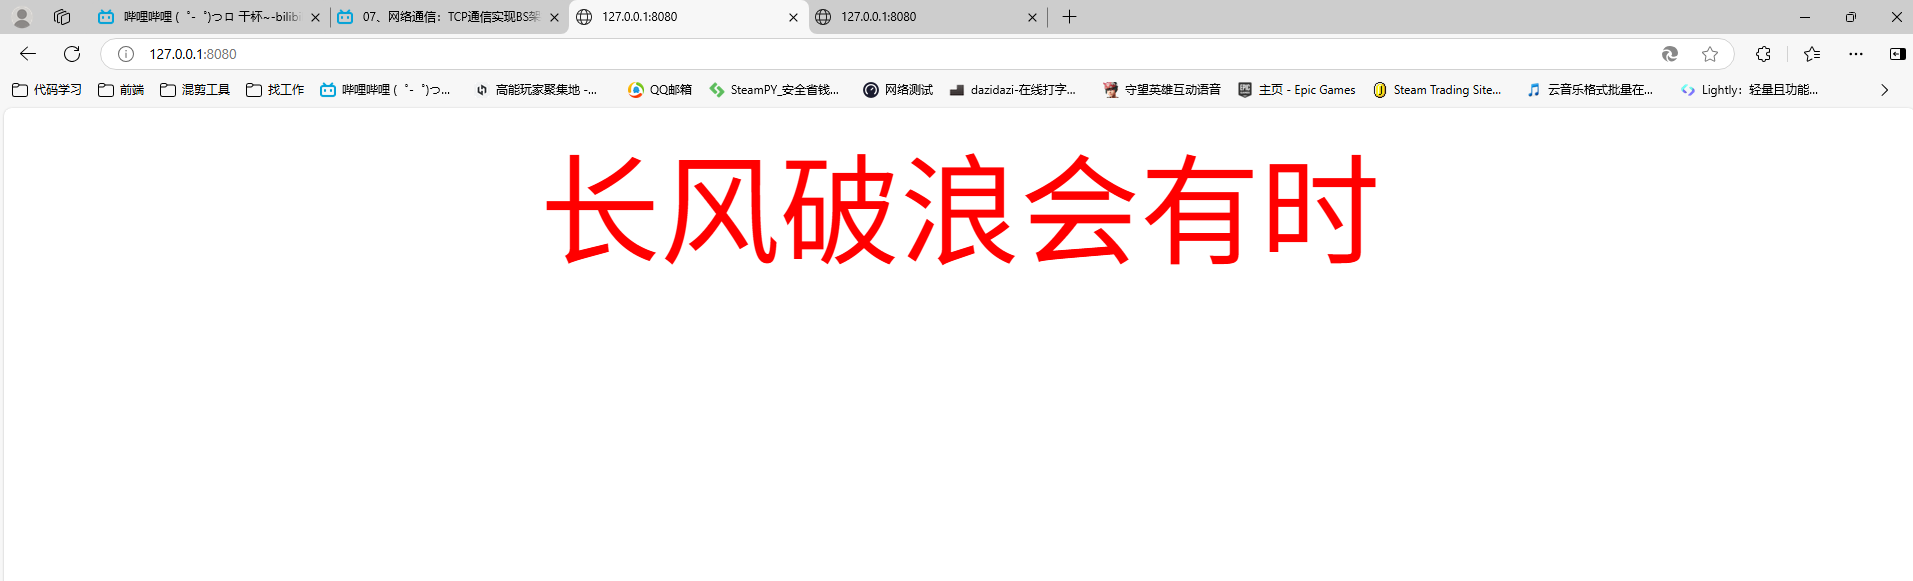 哔哩哔哩 (゜-゜)つロ 干杯~-bilibi
07、网络通信：TCP通信实现BS架
127.0.0.1:8080
127.0.0.1:8080
127.0.0.1:8080
代码学习 前端 混剪工具 找工作 哔哩哔哩 (゜-゜)つ... 高能玩家聚集地 -... QQ邮箱 SteamPY_安全省钱... 网络测试 dazidazi-在线打字... 守望英雄互动语音 EPIC 主页 - Epic Games Steam Trading Site... 云音乐格式批量在... Lightly：轻量且功能...
长风破浪会有时